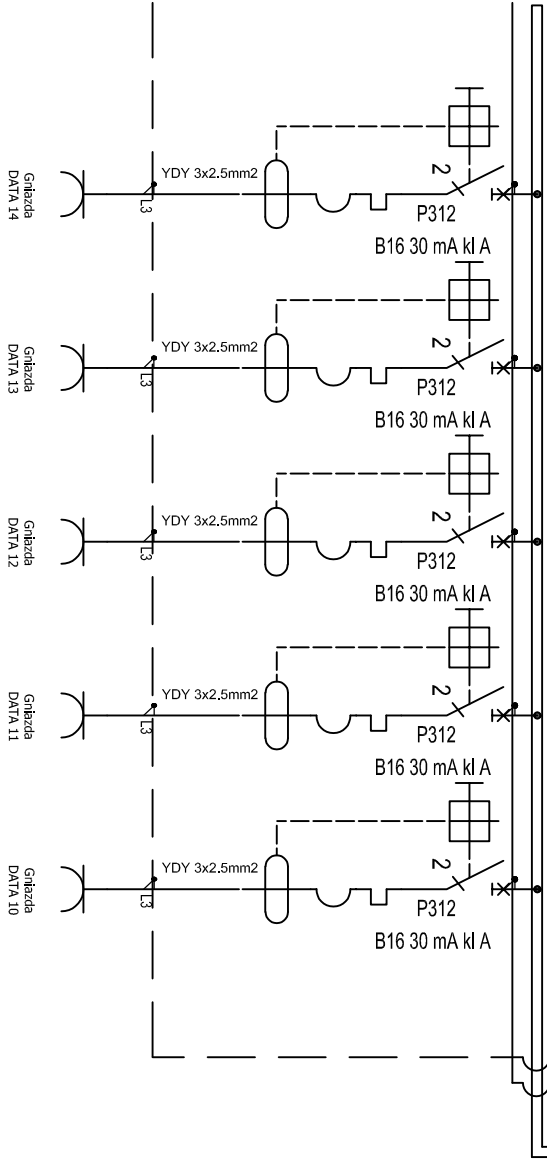 YDY 3x2.5mm2
2
P312
B16 30 mA kl A
L3
Gniazda
DATA 14
YDY 3x2.5mm2
2
P312
B16 30 mA kl A
L3
Gniazda
DATA 13
YDY 3x2.5mm2
2
P312
B16 30 mA kl A
L3
Gniazda
DATA 12
YDY 3x2.5mm2
2
P312
B16 30 mA kl A
L3
Gniazda
DATA 11
YDY 3x2.5mm2
2
P312
B16 30 mA kl A
L3
Gniazda
DATA 10